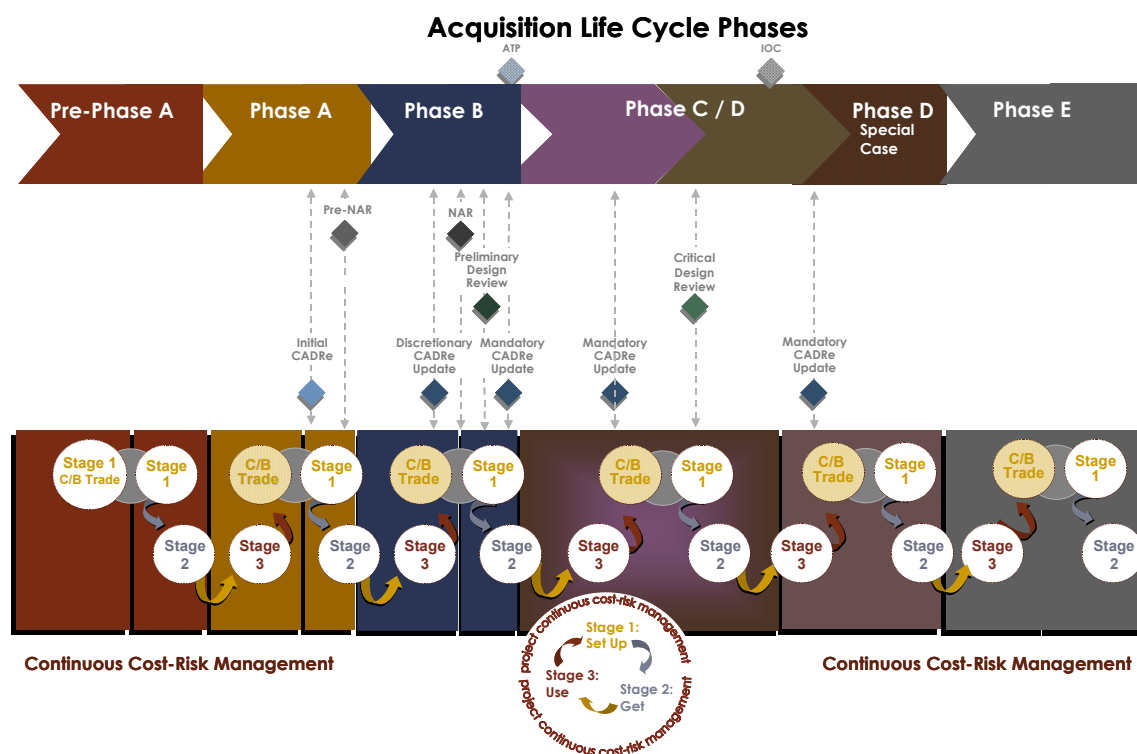 Acquisition Life Cycle Phases
ATP
IOC
Pre-Phase A
Phase A
Phase B
Phase C / D
Phase D
Special
Case
Phase E
Pre-NAR
NAR
Preliminary
Design
Review
Critical
Design
Review
Initial
CADRe
Discretionary
CADRe
Update
Mandatory
CADRe
Update
Mandatory
CADRe
Update
Mandatory
CADRe
Update
Stage 1
C/B Trade
Stage
1
C/B
Trade
Stage
1
C/B
Trade
Stage
1
C/B
Trade
Stage
1
C/B
Trade
Stage
1
C/B
Trade
Stage
1
Stage
2
Stage
3
Stage
2
Stage
3
Stage
2
Stage
3
Stage
2
Stage
3
Stage
2
Stage
3
Stage
2
Continuous Cost-Risk Management
project continuous cost-risk management
Stage 1:
Set Up
Stage 3:
Use
Stage 2:
Get
project continuous cost-risk management
Continuous Cost-Risk Management